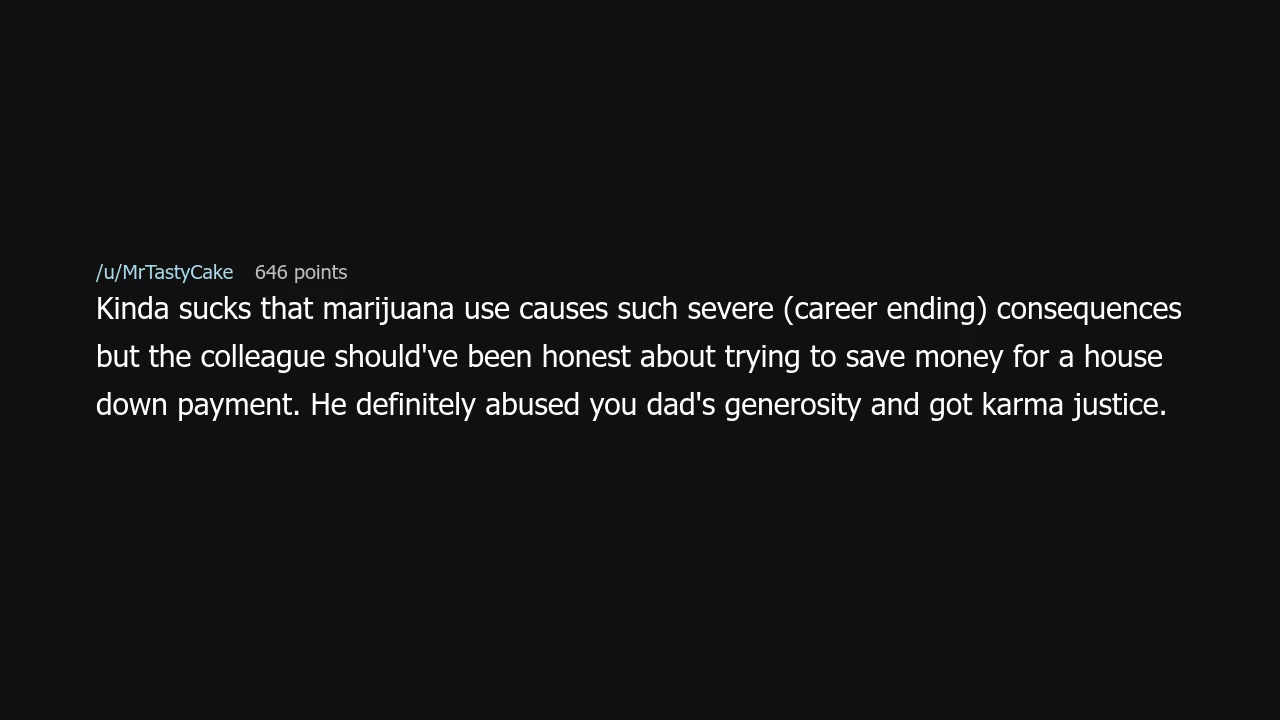 /u/MrTastyCake 646 points
Kinda sucks that marijuana use causes such severe (career ending) consequences
but the colleague should've been honest about trying to save money for a house
down payment. He definitely abused you dad's generosity and got karma justice.